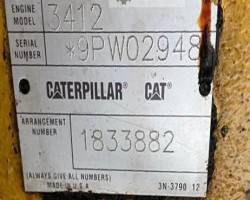 ENGINE MODEL 3412
SERIAL NUMBER *9PW02948
CATERPILLAR CAT
ARRANGEMENT NUMBER 1833882
(ALWAYS GIVE ALL NUMBERS)
MADE IN U.S.A 3N-3790 12